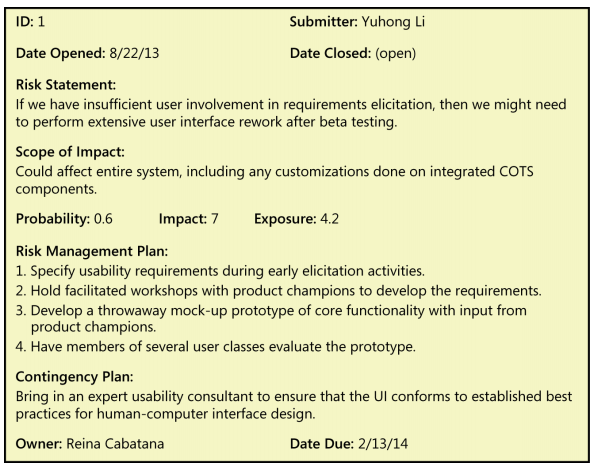 ID: 1 Submitter: Yuhong Li
Date Opened: 8/22/13 Date Closed: (open)
Risk Statement:
If we have insufficient user involvement in requirements elicitation, then we might need
to perform extensive user interface rework after beta testing.
Scope of Impact:
Could affect entire system, including any customizations done on integrated COTS
components.
Probability: 0.6 Impact: 7 Exposure: 4.2
Risk Management Plan:
1. Specify usability requirements during early elicitation activities.
2. Hold facilitated workshops with product champions to develop the requirements.
3. Develop a throwaway mock-up prototype of core functionality with input from
product champions.
4. Have members of several user classes evaluate the prototype.
Contingency Plan:
Bring in an expert usability consultant to ensure that the UI conforms to established best
practices for human-computer interface design.
Owner: Reina Cabatana Date Due: 2/13/14